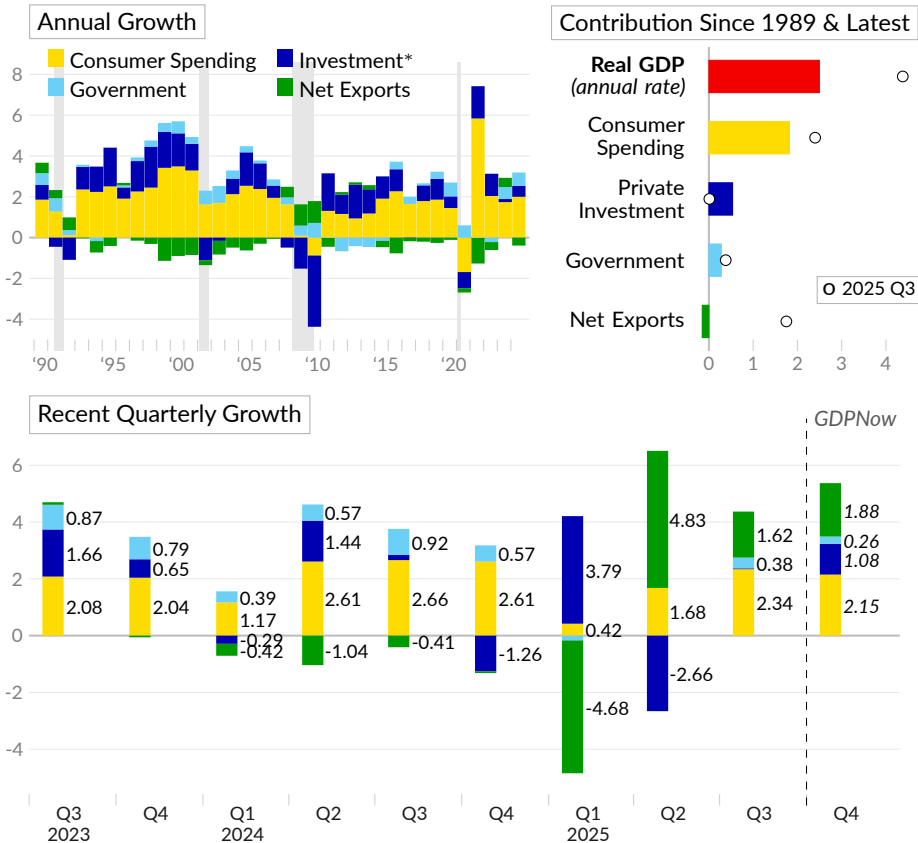 Annual Growth
Consumer Spending
Investment*
Government
Net Exports
8
6
4
2
0
-2
-4
‘90
‘95
‘00
‘05
‘10
‘15
‘20
Contribution Since 1989 & Latest
Real GDP
(annual rate)
Consumer
Spending
Private
Investment
Government
Net Exports
2025 Q3
0
1
2
3
4
Recent Quarterly Growth
GDPNow
6
4
2
0
-2
-4
0.87
1.66
2.08
0.79
0.65
2.04
0.39
1.17
-0.29
-0.42
0.57
1.44
2.61
-1.04
0.92
2.66
-0.41
0.57
2.61
-1.26
3.79
0.42
-4.68
4.83
1.68
-2.66
1.62
0.38
2.34
1.88
0.26
1.08
2.15
Q3
2023
Q4
Q1
2024
Q2
Q3
Q4
Q1
2025
Q2
Q3
Q4